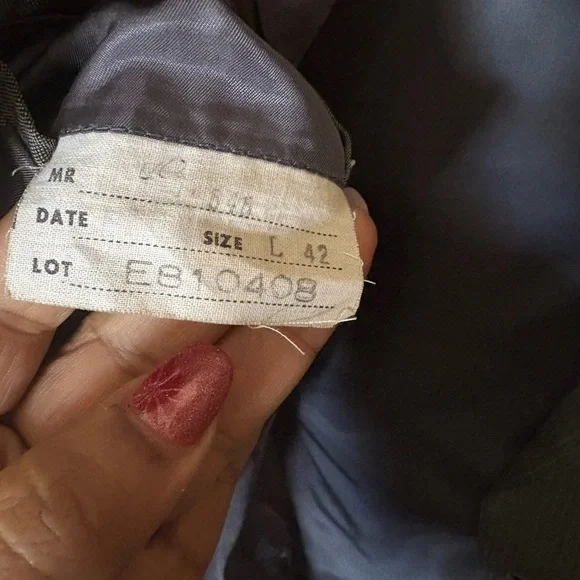 MR
DATE
SIZE L 42
LOT E810408